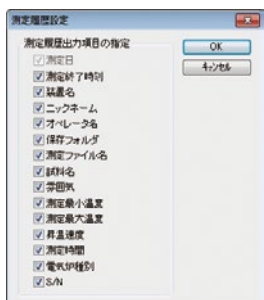 測定履歴設定
測定履歴出力項目の指定
測定日
測定終了時刻
装置名
ニックネーム
オペレータ名
保存フォルダ
測定ファイル名
試料名
雰囲気
測定最小温度
測定最大温度
昇温速度
測定時間
電気炉種別
S/N
OK
キャンセル